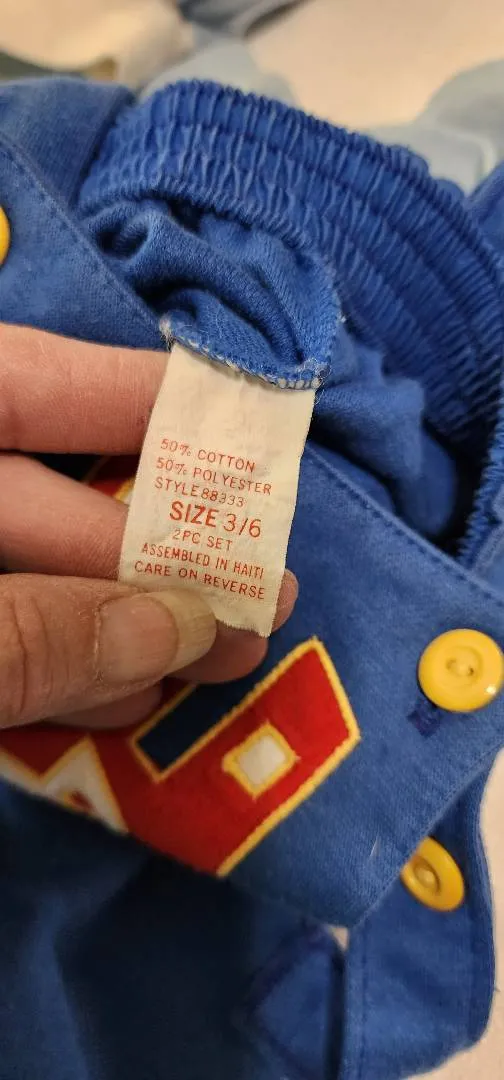 50% COTTON
50% POLYESTER
STYLE 88333
SIZE 3/6
2PC SET
ASSEMBLED IN HAITI
CARE ON REVERSE